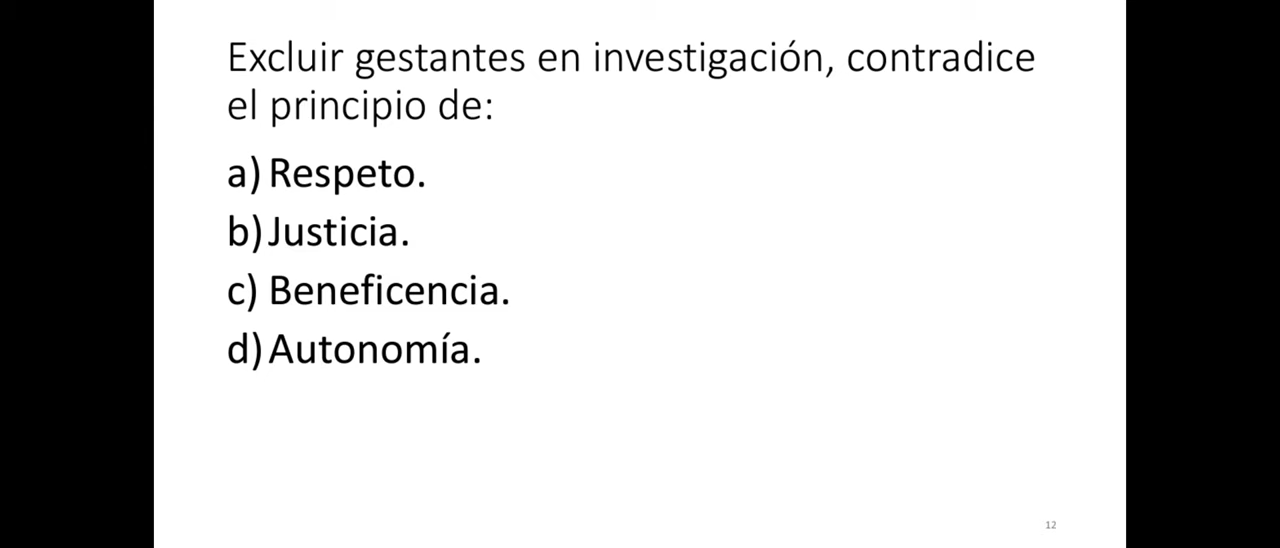 Excluir gestantes en investigación, contradice
el principio de:
a) Respeto.
b) Justicia.
c) Beneficencia.
d) Autonomía.
12